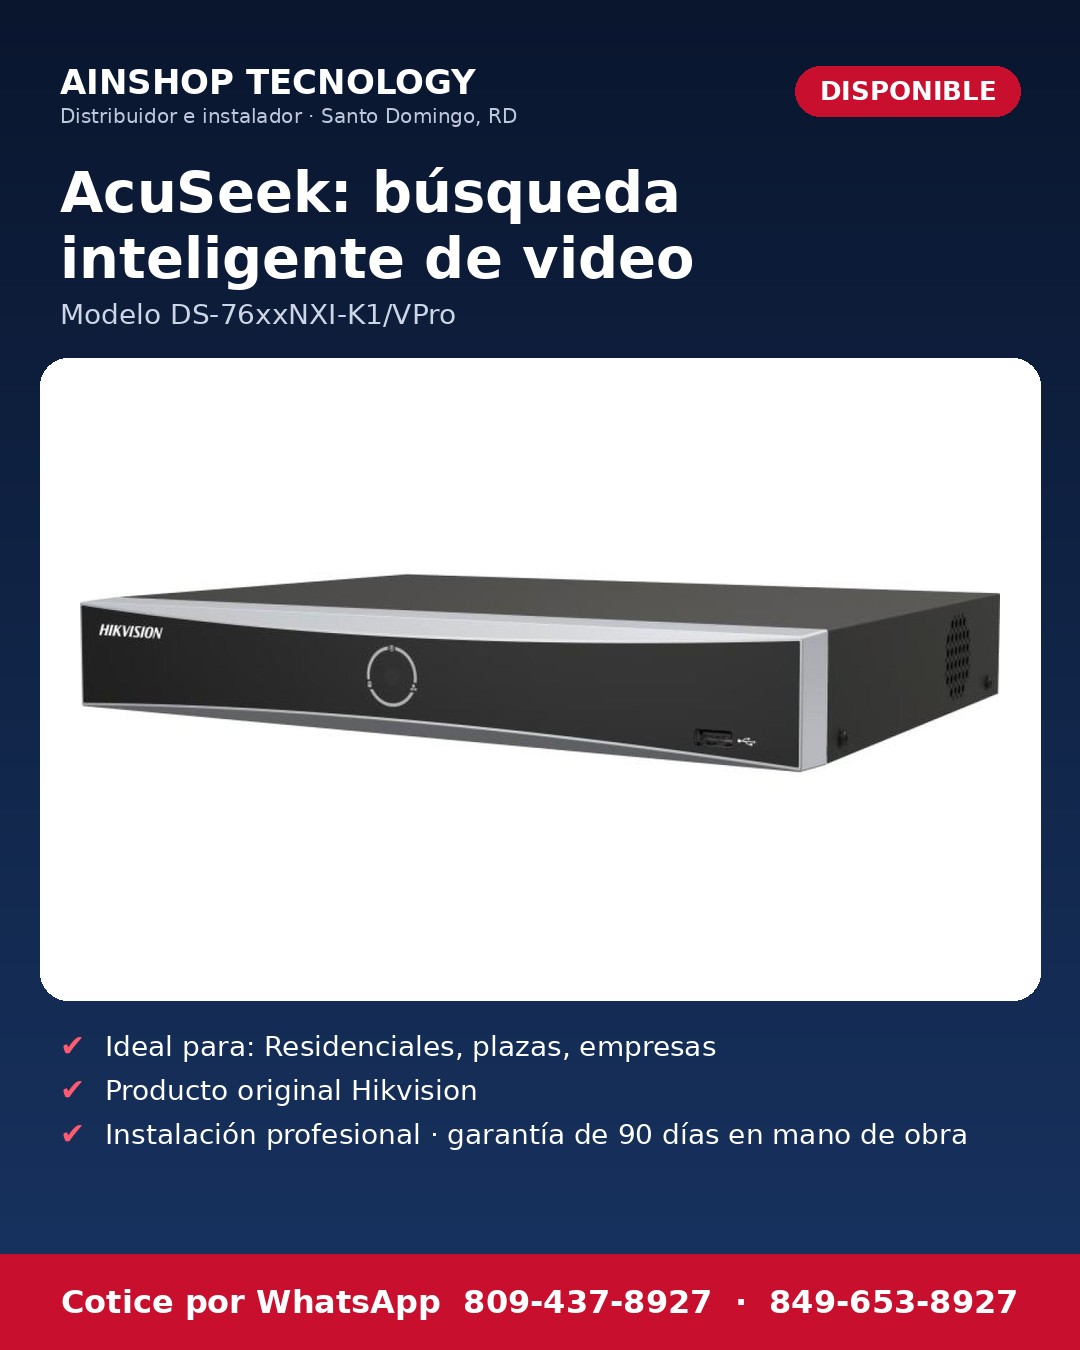 AINSHOP TECNOLOGY
DISPONIBLE
Distribuidor e instalador · Santo Domingo, RD
AcuSeek: búsqueda
inteligente de video
Modelo DS-76xxNXI-K1/VPro
HIKVISION
✔ Ideal para: Residenciales, plazas, empresas
✔ Producto original Hikvision
✔ Instalación profesional · garantía de 90 días en mano de obra
Cotice por WhatsApp 809-437-8927 · 849-653-8927